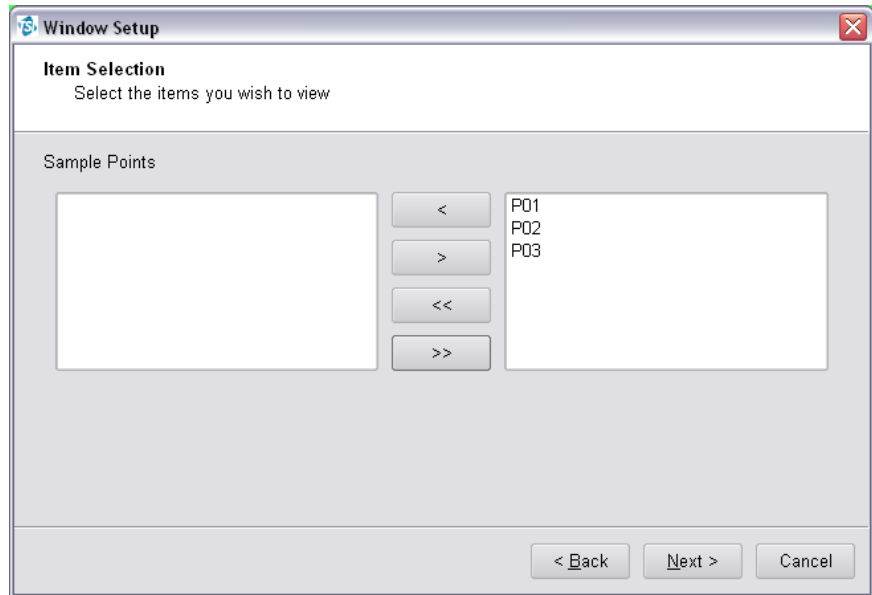 TSI Window Setup
Item Selection
Select the items you wish to view
Sample Points
<
P01
P02
>
P03
<<
>>
< Back
Next >
Cancel